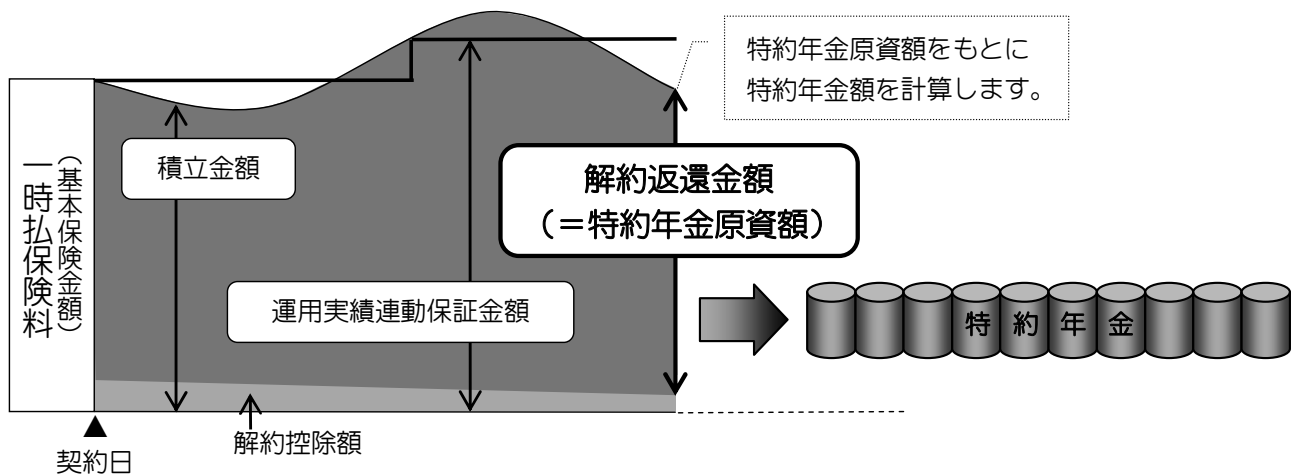 特約年金原資額をもとに
特約年金額を計算します。
一時払保険料
（基本保険金額）
積立金額
解約返還金額
（＝特約年金原資額）
運用実績連動保証金額
特約年金
解約控除額
▲
契約日